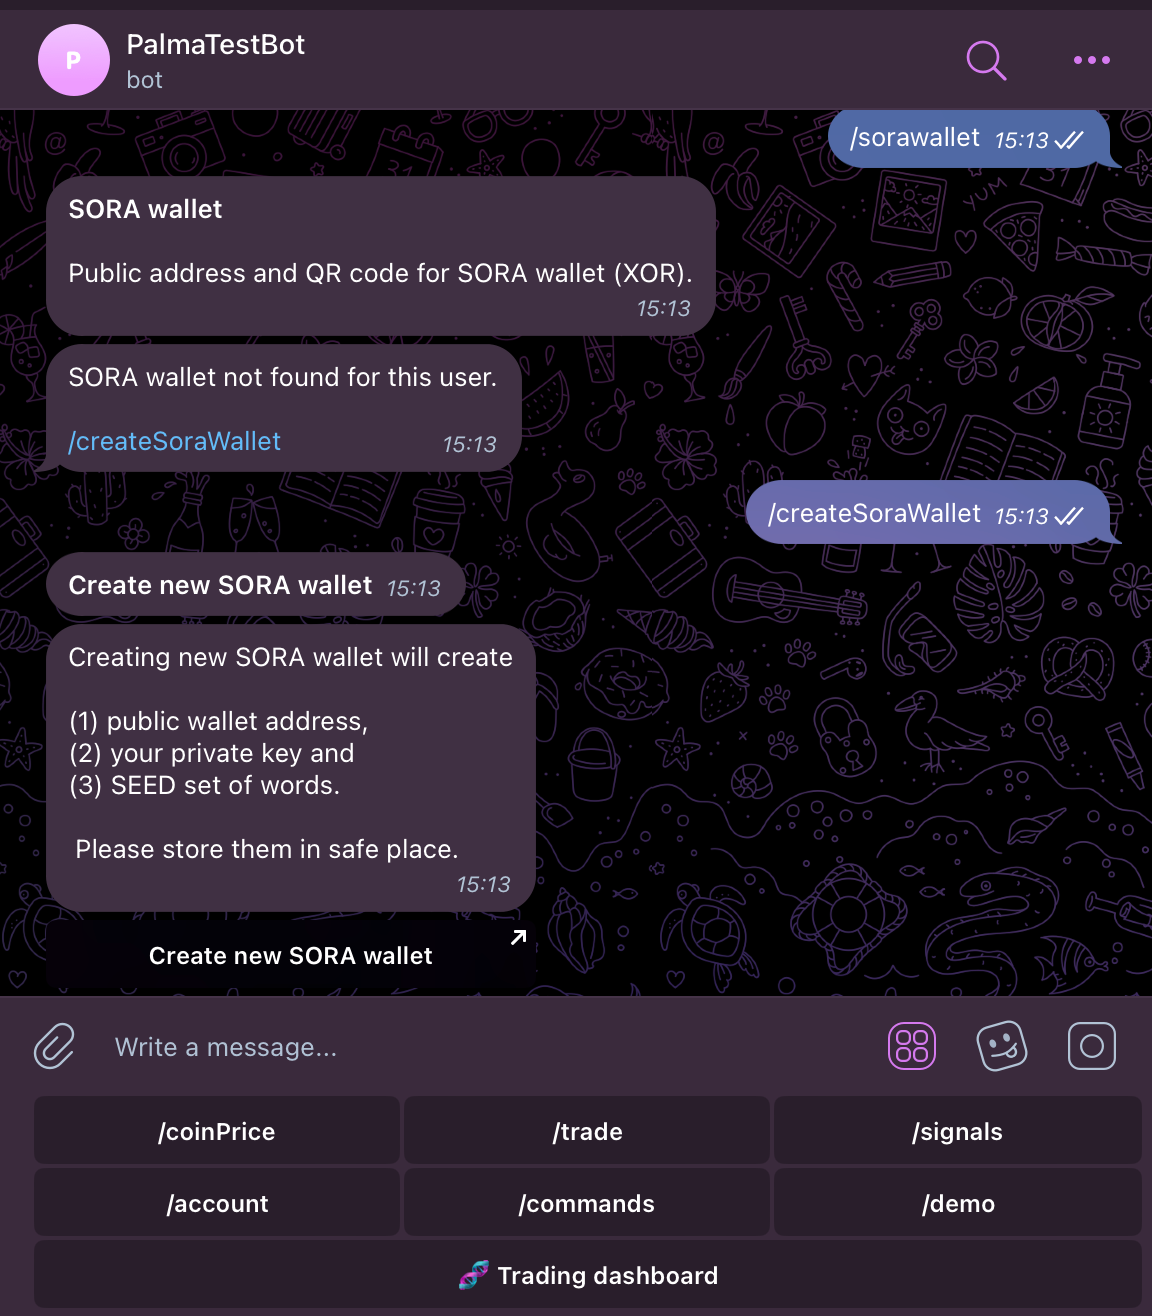 P
PalmaTestBot
bot
/sorawallet 15:13
SORA wallet
Public address and QR code for SORA wallet (XOR).
15:13
SORA wallet not found for this user.
/createSoraWallet 15:13
/createSoraWallet 15:13
Create new SORA wallet 15:13
Creating new SORA wallet will create
(1) public wallet address,
(2) your private key and
(3) SEED set of words.
Please store them in safe place.
15:13
Create new SORA wallet
Write a message...
/coinPrice
/trade
/signals
/account
/commands
/demo
Trading dashboard
YUM
31